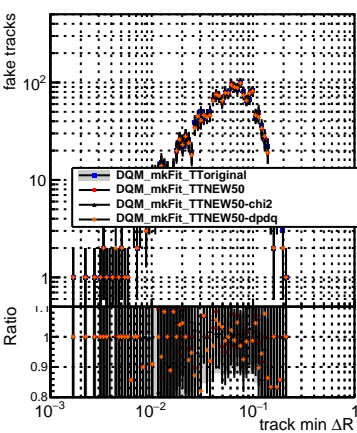 fake tracks
10²
10
1
DQM_mkFit_TToriginal
DQM_mkFit_TTNEW50
DQM_mkFit_TTNEW50-chi2
DQM_mkFit_TTNEW50-dpdq
Ratio
1.1
1
0.9
0.8
10⁻³ 10⁻² 10⁻¹ 1
track min ΔR